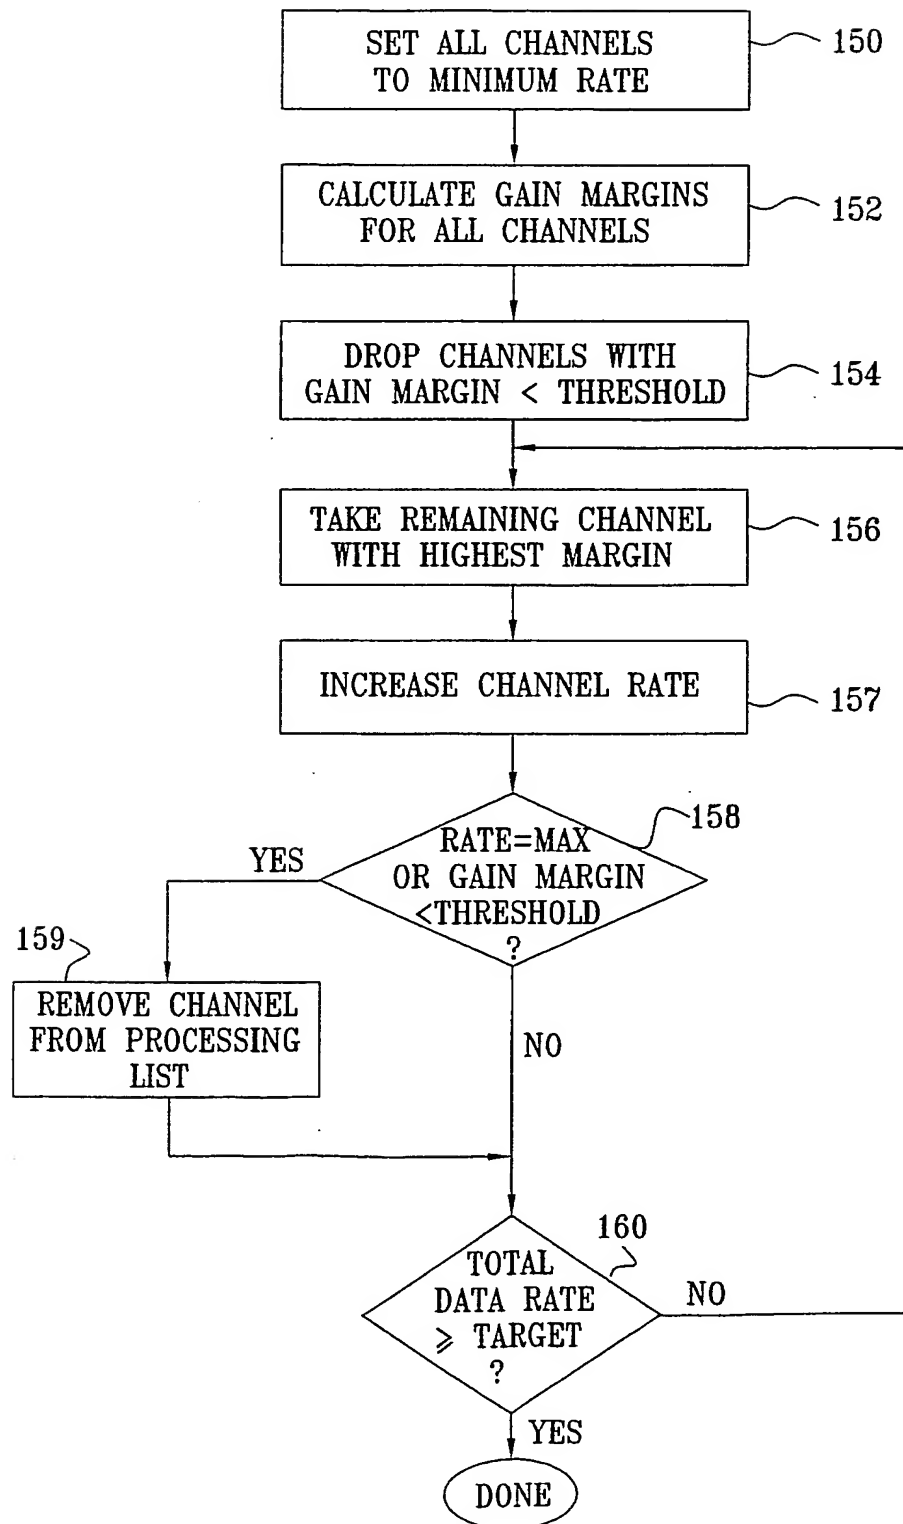 SET ALL CHANNELS
TO MINIMUM RATE
150
CALCULATE GAIN MARGINS
FOR ALL CHANNELS
152
DROP CHANNELS WITH
GAIN MARGIN < THRESHOLD
154
TAKE REMAINING CHANNEL
WITH HIGHEST MARGIN
156
INCREASE CHANNEL RATE
157
RATE=MAX
OR GAIN MARGIN
<THRESHOLD
?
158
YES
159
REMOVE CHANNEL
FROM PROCESSING
LIST
NO
TOTAL
DATA RATE
⩾ TARGET
?
160
NO
YES
DONE